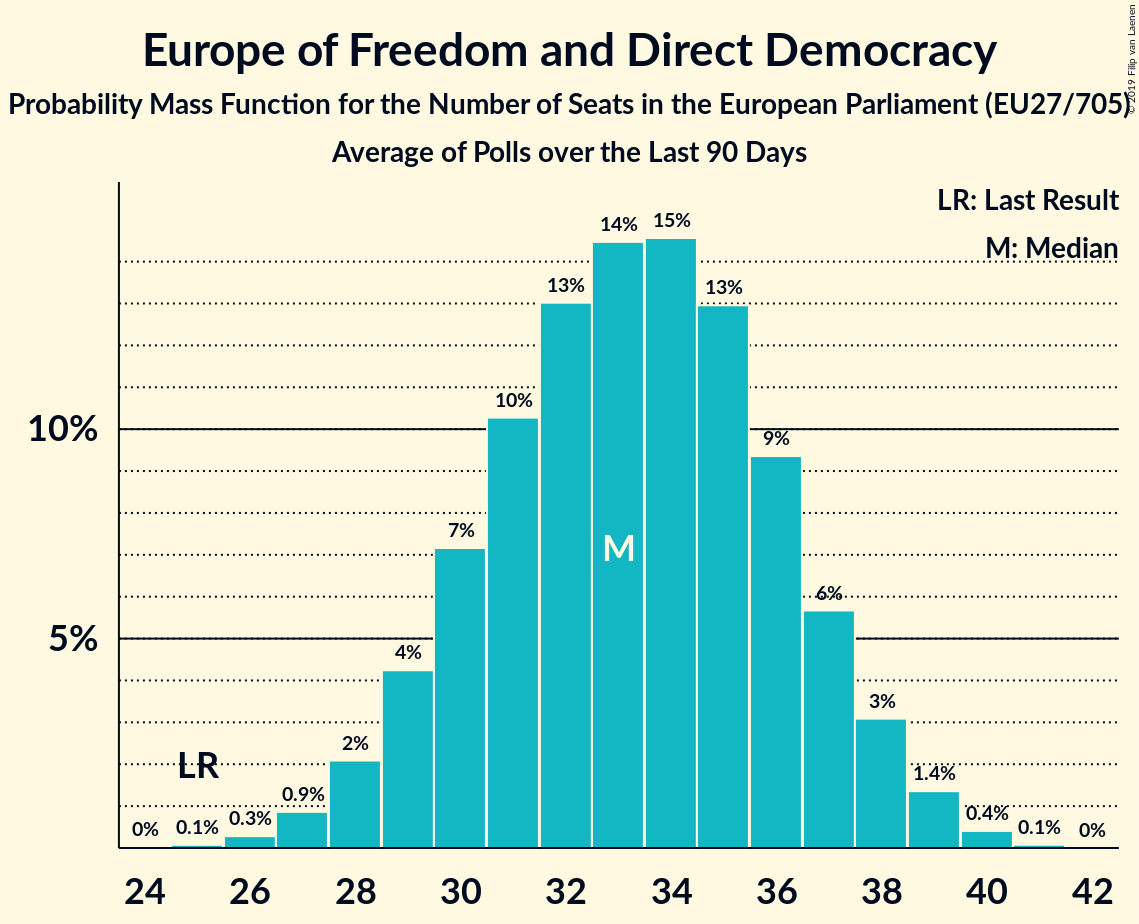 Europe of Freedom and Direct Democracy
Probability Mass Function for the Number of Seats in the European Parliament (EU27/705)
Average of Polls over the Last 90 Days
© 2019 Filip van Laenen
LR: Last Result
M: Median
10%
5%
0%
0.1%
0.3%
0.9%
2%
4%
7%
10%
13%
14%
15%
13%
9%
6%
3%
1.4%
0.4%
0.1%
0%
LR
M
24 26 28 30 32 34 36 38 40 42